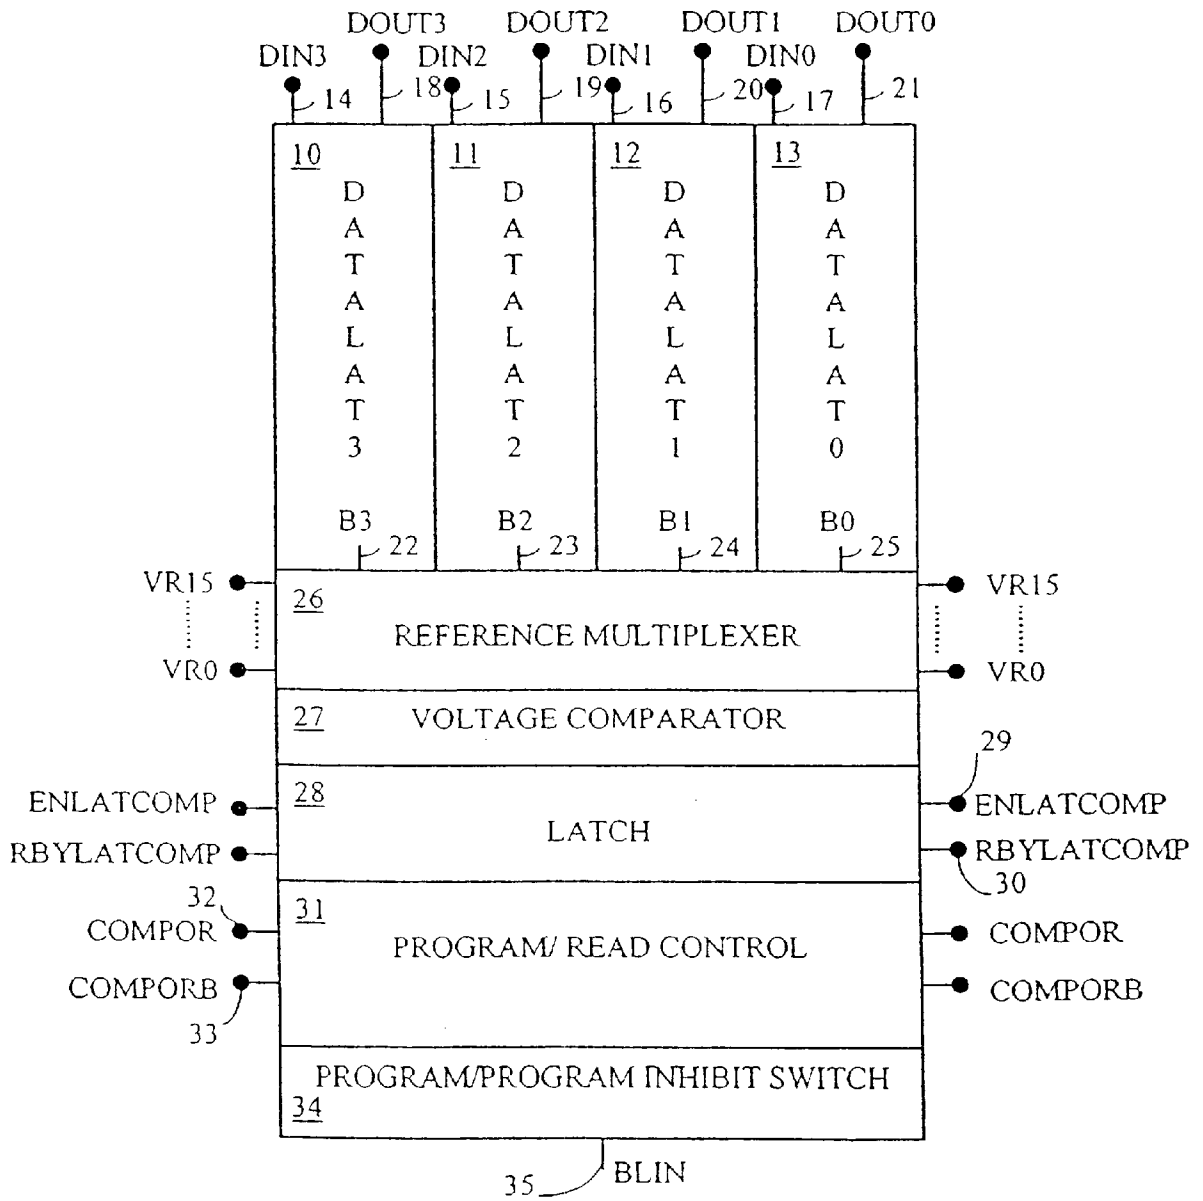 DOUT3 DOUT2 DOUT1 DOUT0
DIN3 DIN2 DIN1 DIN0
14 18 15 19 16 20 17 21
10 11 12 13
D D D D
A A A A
T T T T
A A A A
L L L L
A A A A
T T T T
3 2 1 0
B3 B2 B1 B0
22 23 24 25
VR15 26 VR15
REFERENCE MULTIPLEXER
VR0 VR0
27 VOLTAGE COMPARATOR
29
ENLATCOMP 28 ENLATCOMP
LATCH
RBYLATCOMP RBYLATCOMP
30
32 31
COMPOR COMPOR
PROGRAM/ READ CONTROL
COMPORB COMPORB
33
PROGRAM/PROGRAM INHIBIT SWITCH
34
35 BLIN